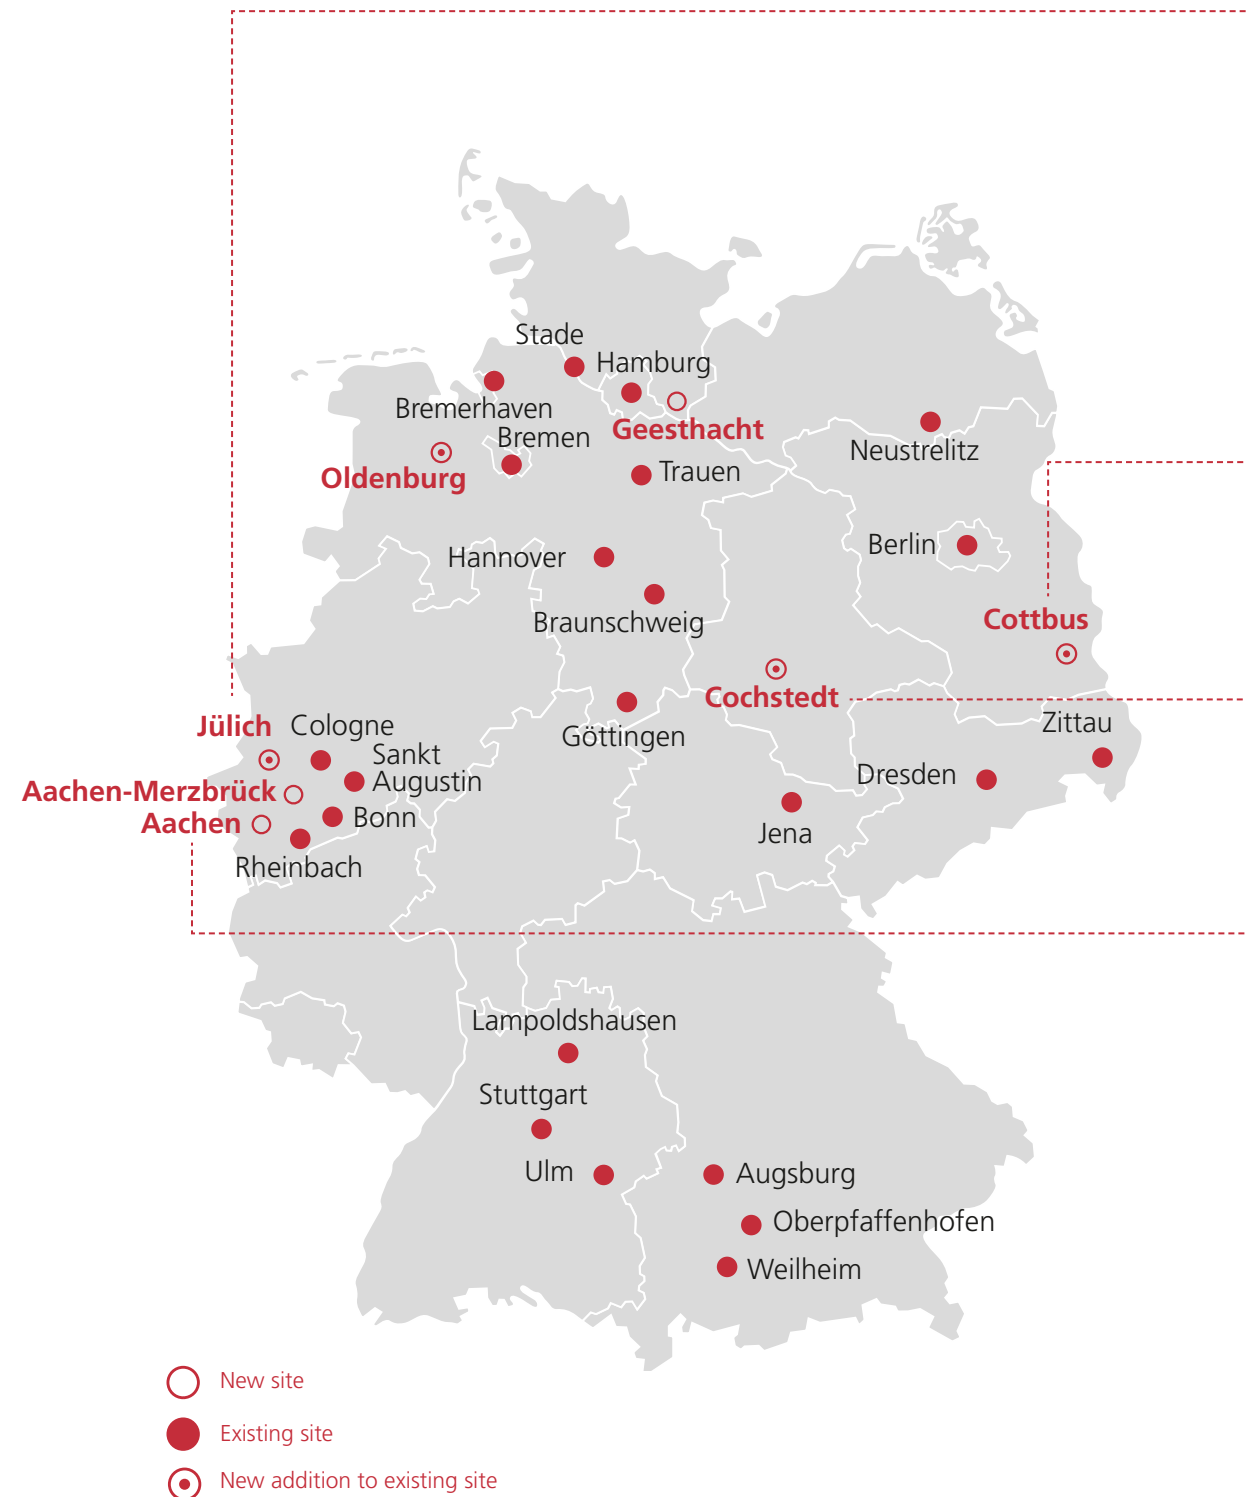 Stade
Hamburg
Bremerhaven
Geesthacht
Bremen
Neustrelitz
Oldenburg
Trauen
Berlin
Hannover
Braunschweig
Cottbus
Cochstedt
Jülich
Cologne
Göttingen
Zittau
Sankt
Augustin
Dresden
Aachen-Merzbrück
Aachen
Bonn
Jena
Rheinbach
Lampoldshausen
Stuttgart
Ulm
Augsburg
Oberpfaffenhofen
Weilheim
New site
Existing site
New addition to existing site